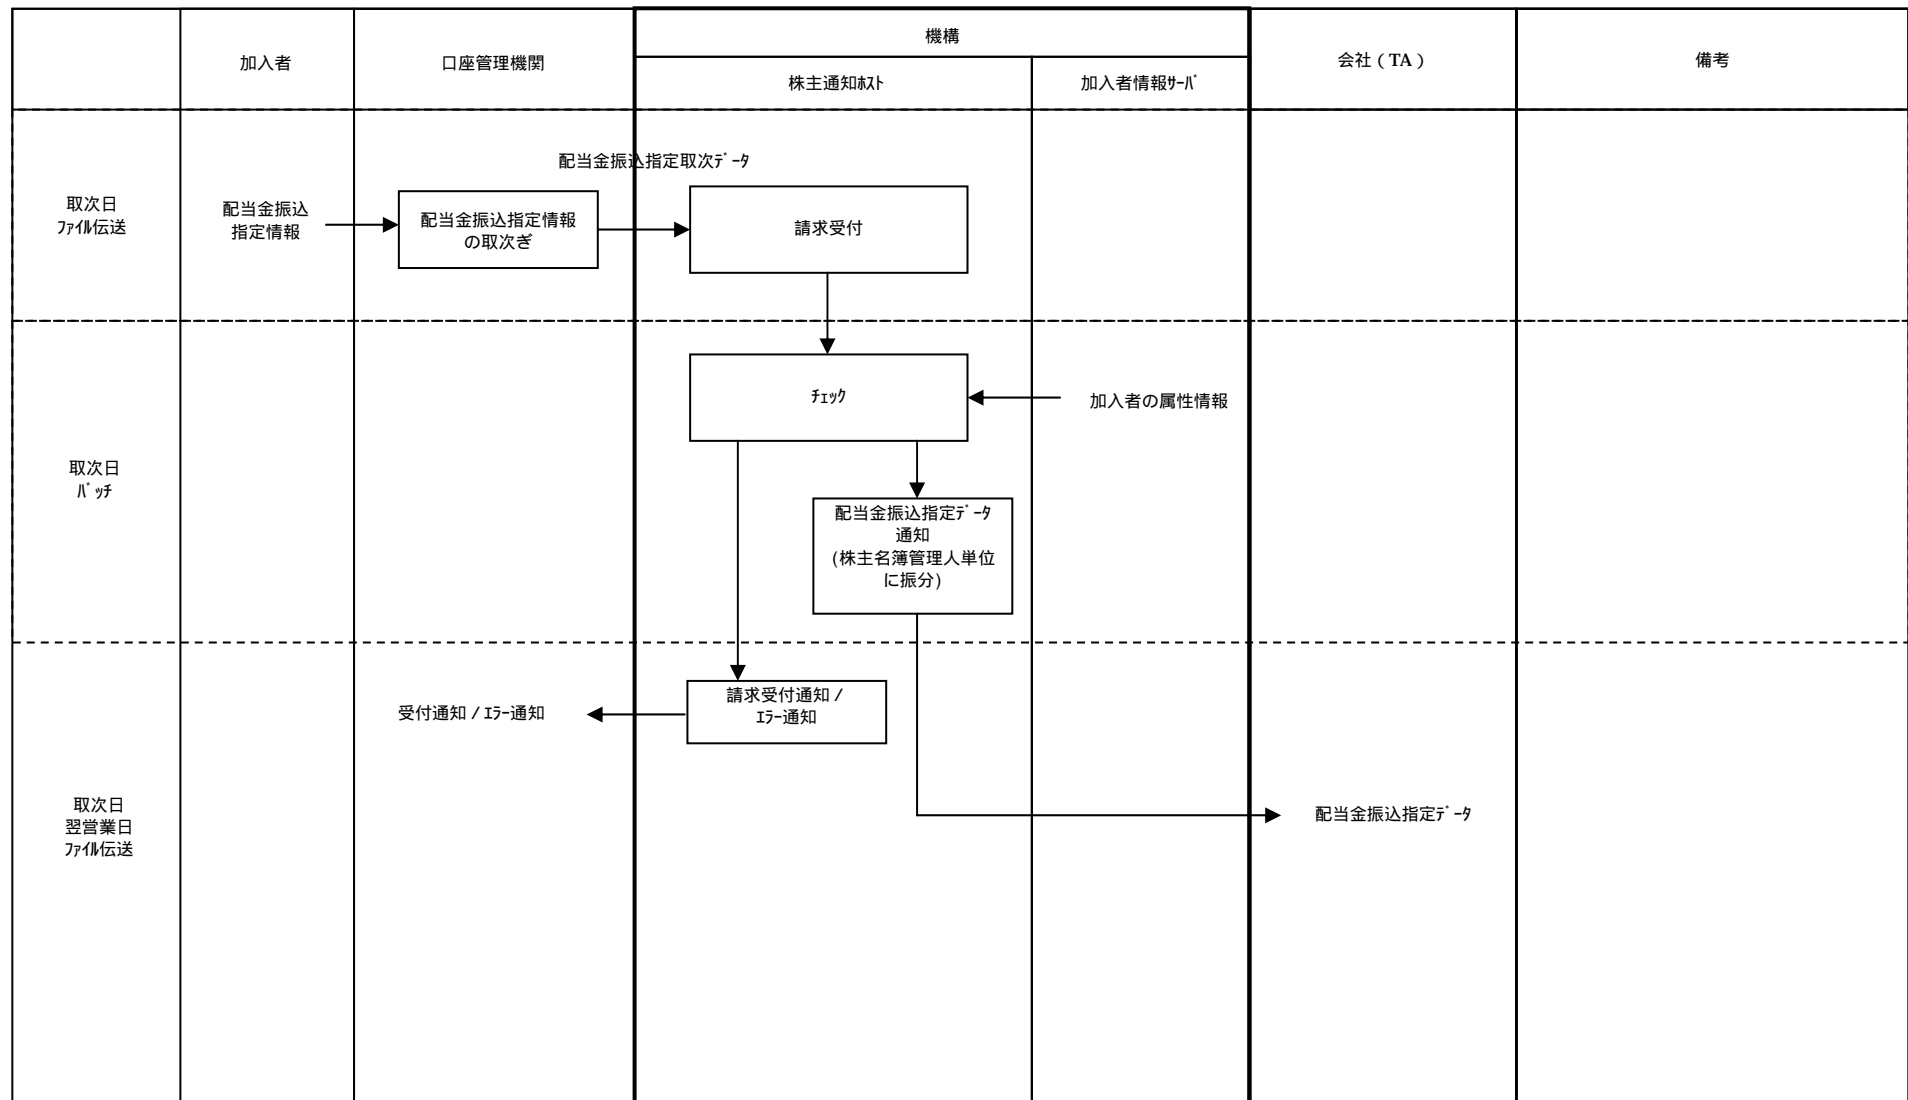 機構
加入者
口座管理機関
会社(TA)
備考
株主通知ﾎｽﾄ
加入者情報ｻｰﾊﾞ
配当金振込指定取次ﾃﾞｰﾀ
取次日
ﾌｧｲﾙ伝送
配当金振込
指定情報
配当金振込指定情報
の取次ぎ
請求受付
取次日
ﾊﾞｯﾁ
ﾁｪｯｸ
加入者の属性情報
配当金振込指定ﾃﾞｰﾀ
通知
(株主名簿管理人単位
に振分)
取次日
翌営業日
ﾌｧｲﾙ伝送
受付通知/ｴﾗｰ通知
請求受付通知/
ｴﾗｰ通知
配当金振込指定ﾃﾞｰﾀ